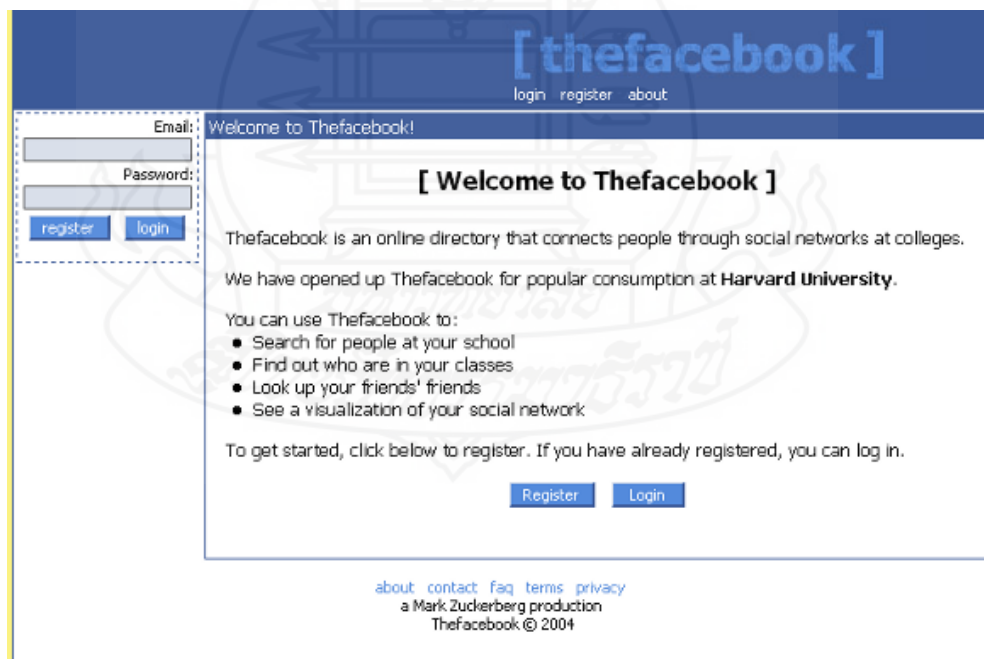 [ thefacebook ]
login register about
Email:
Password:
register login
Welcome to Thefacebook!
[ Welcome to Thefacebook ]
Thefacebook is an online directory that connects people through social networks at colleges.
We have opened up Thefacebook for popular consumption at Harvard University.
You can use Thefacebook to:
● Search for people at your school
● Find out who are in your classes
● Look up your friends' friends
● See a visualization of your social network
To get started, click below to register. If you have already registered, you can log in.
Register Login
about contact faq terms privacy
a Mark Zuckerberg production
Thefacebook © 2004